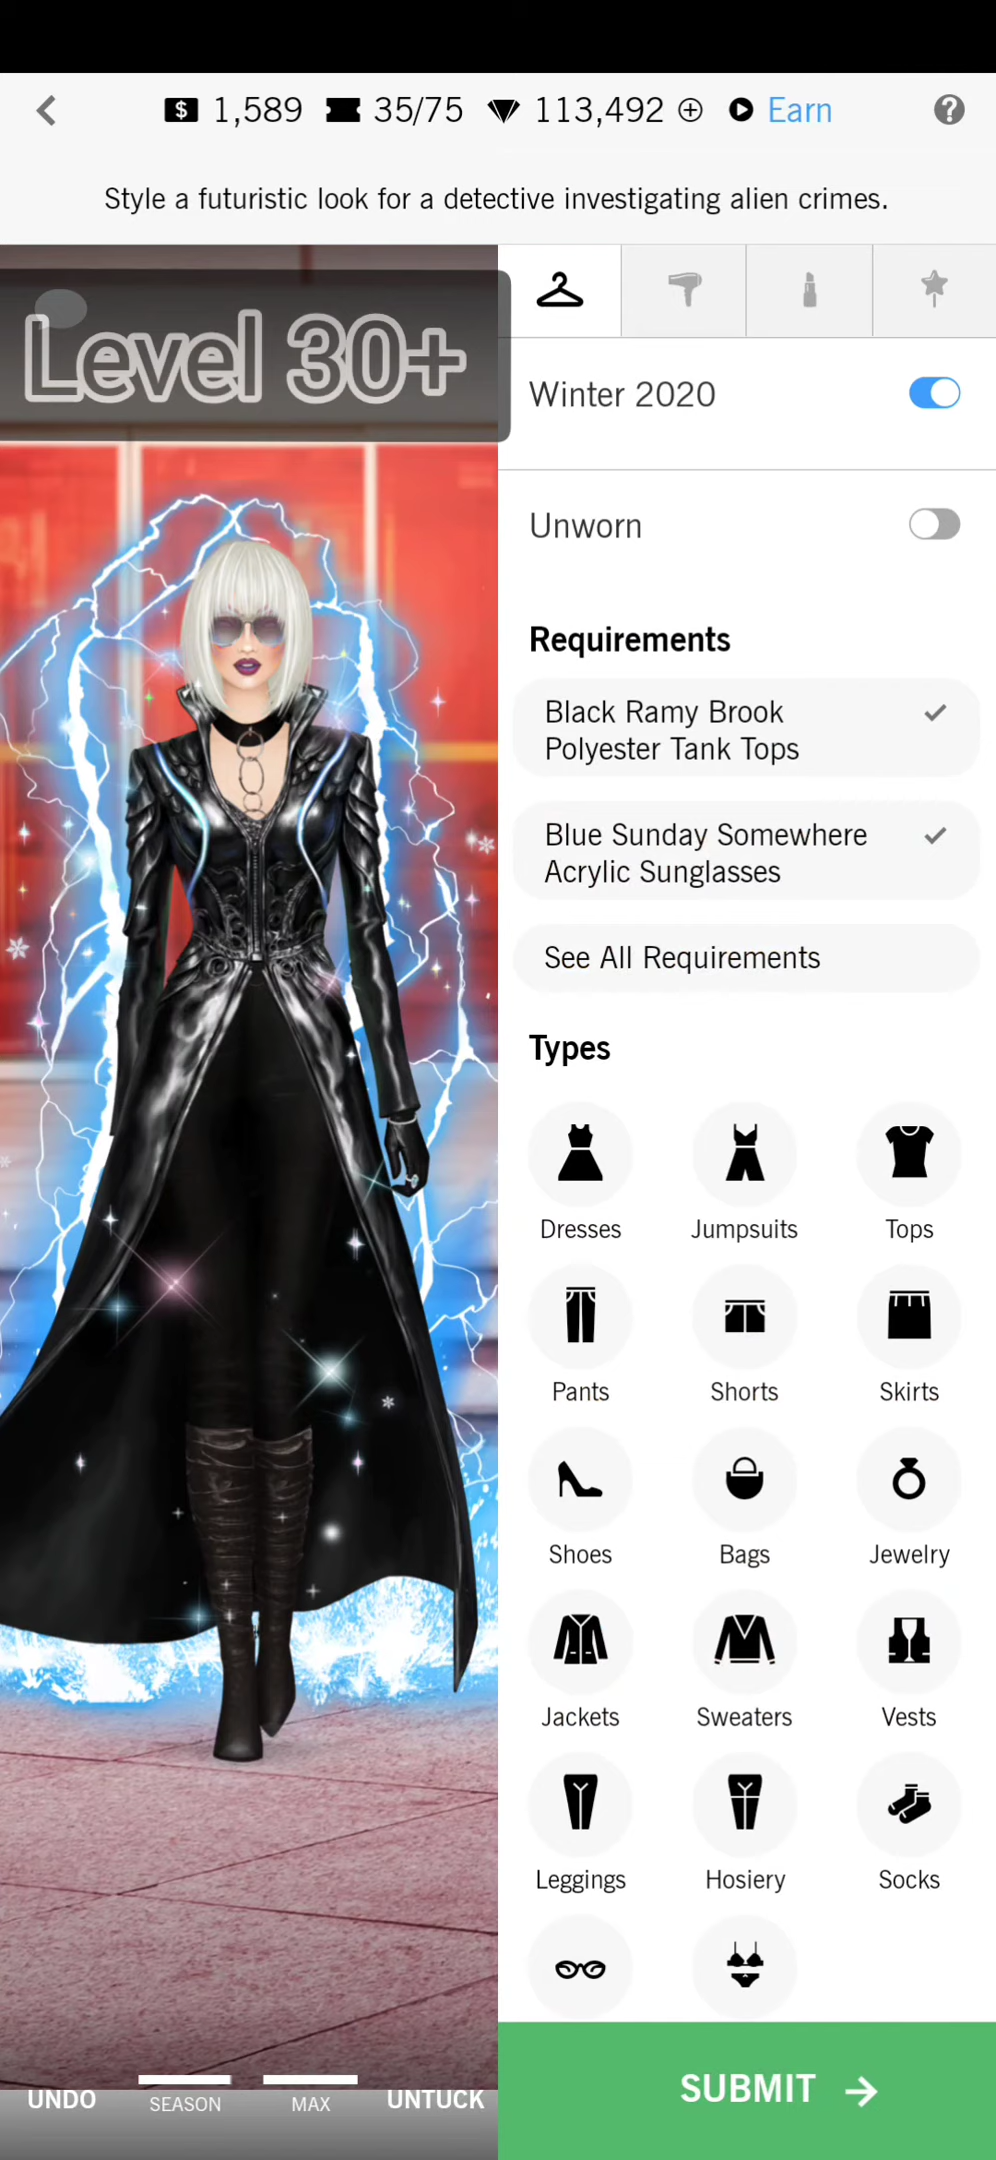 $ 1,589 35/75 113,492 Earn ?
Style a futuristic look for a detective investigating alien crimes.
Level 30+
Winter 2020
Unworn
Requirements
Black Ramy Brook
Polyester Tank Tops
Blue Sunday Somewhere
Acrylic Sunglasses
See All Requirements
Types
Dresses Jumpsuits Tops
Pants Shorts Skirts
Shoes Bags Jewelry
Jackets Sweaters Vests
Leggings Hosiery Socks
UNDO SEASON MAX UNTUCK
SUBMIT